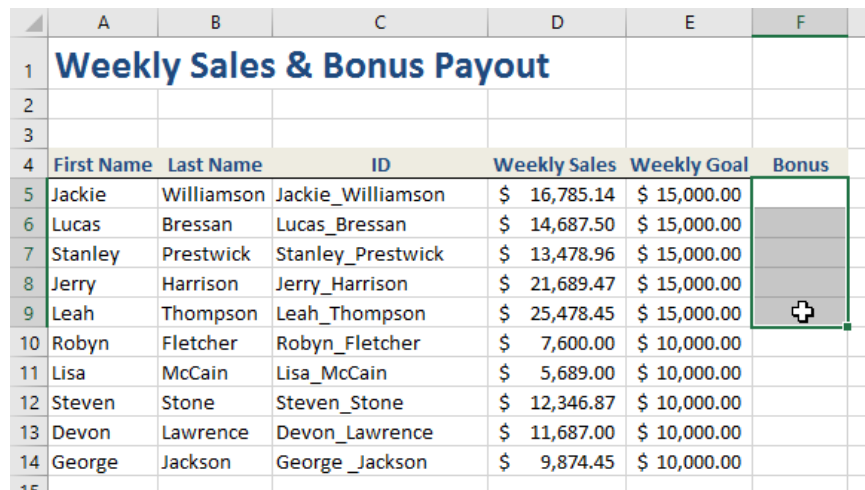 A B C D E F
1 Weekly Sales & Bonus Payout
2
3
4 First Name Last Name ID Weekly Sales Weekly Goal Bonus
5 Jackie Williamson Jackie_Williamson $ 16,785.14 $ 15,000.00
6 Lucas Bressan Lucas_Bressan $ 14,687.50 $ 15,000.00
7 Stanley Prestwick Stanley_Prestwick $ 13,478.96 $ 15,000.00
8 Jerry Harrison Jerry_Harrison $ 21,689.47 $ 15,000.00
9 Leah Thompson Leah_Thompson $ 25,478.45 $ 15,000.00
10 Robyn Fletcher Robyn_Fletcher $ 7,600.00 $ 10,000.00
11 Lisa McCain Lisa_McCain $ 5,689.00 $ 10,000.00
12 Steven Stone Steven_Stone $ 12,346.87 $ 10,000.00
13 Devon Lawrence Devon_Lawrence $ 11,687.00 $ 10,000.00
14 George Jackson George _Jackson $ 9,874.45 $ 10,000.00